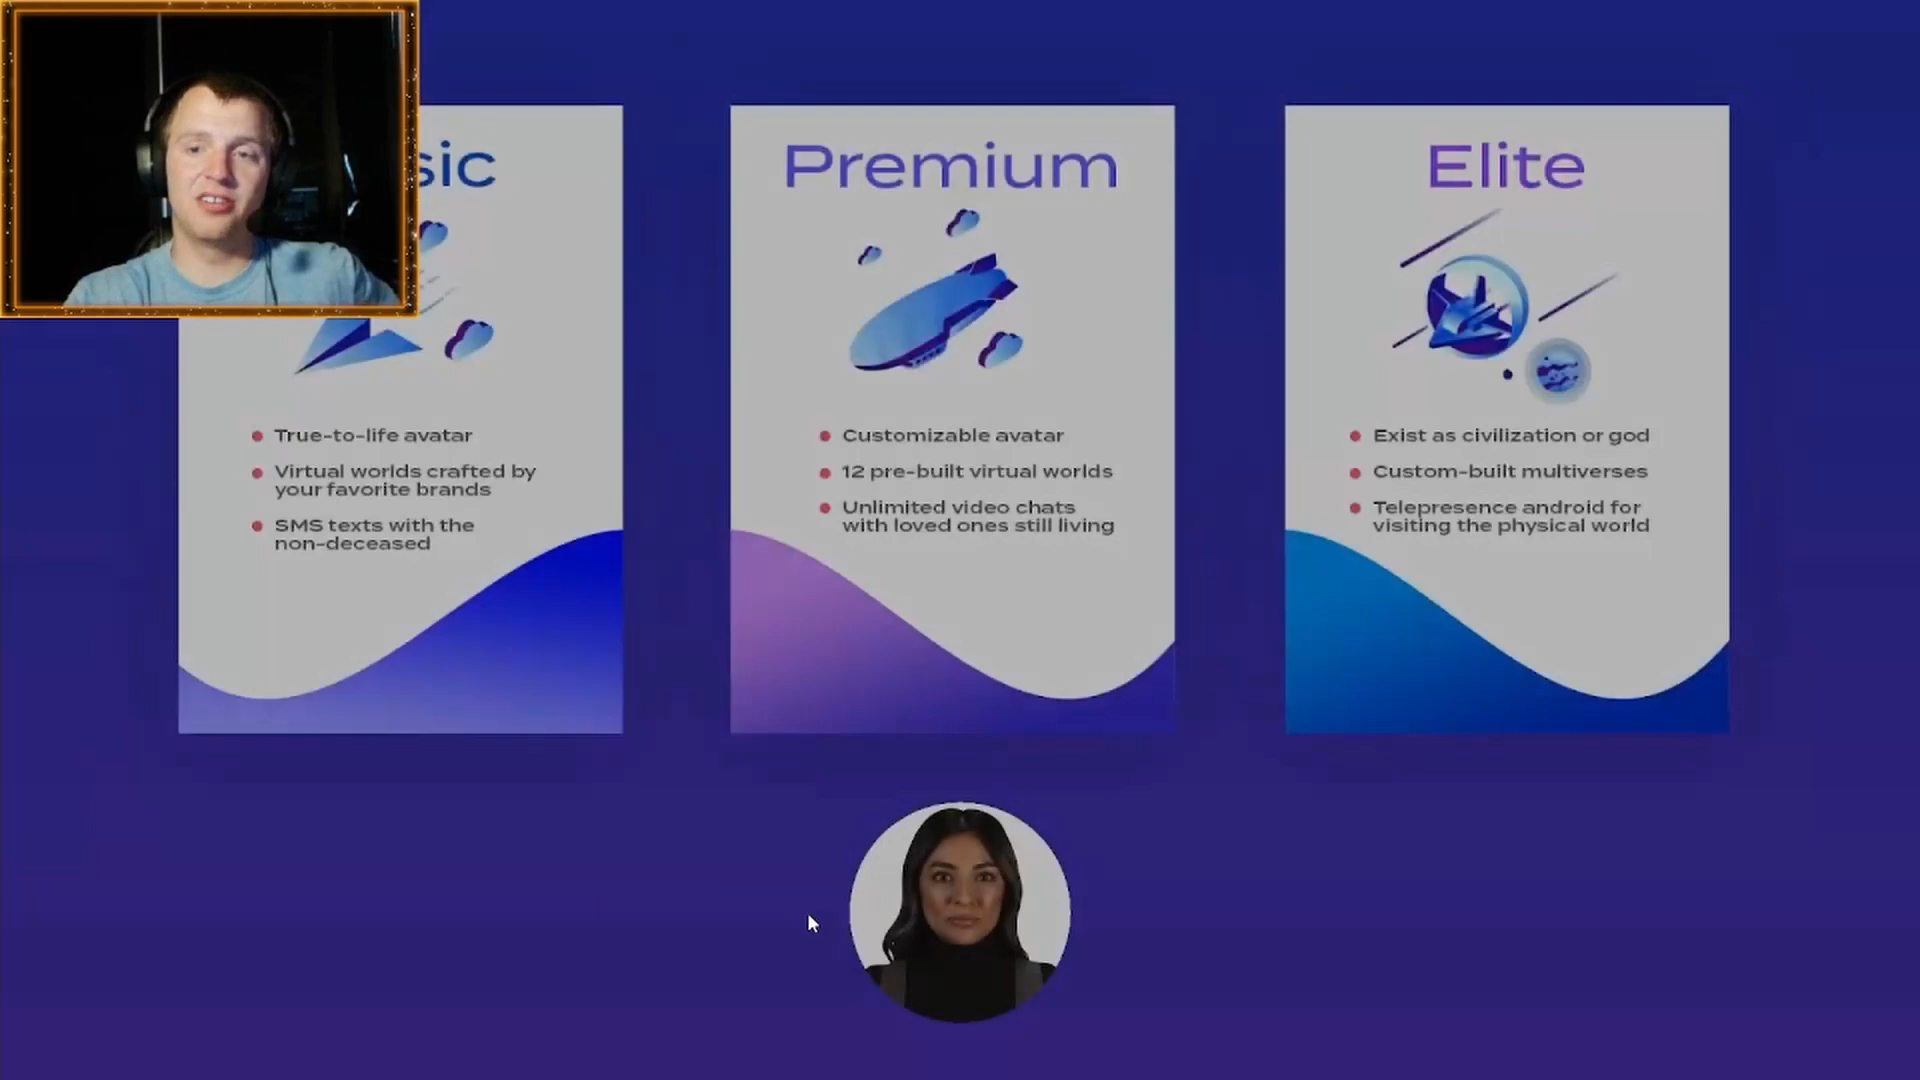 sic
True-to-life avatar
Virtual worlds crafted by
your favorite brands
SMS texts with the
non-deceased
Premium
Customizable avatar
12 pre-built virtual worlds
Unlimited video chats
with loved ones still living
Elite
Exist as civilization or god
Custom-built multiverses
Telepresence android for
visiting the physical world